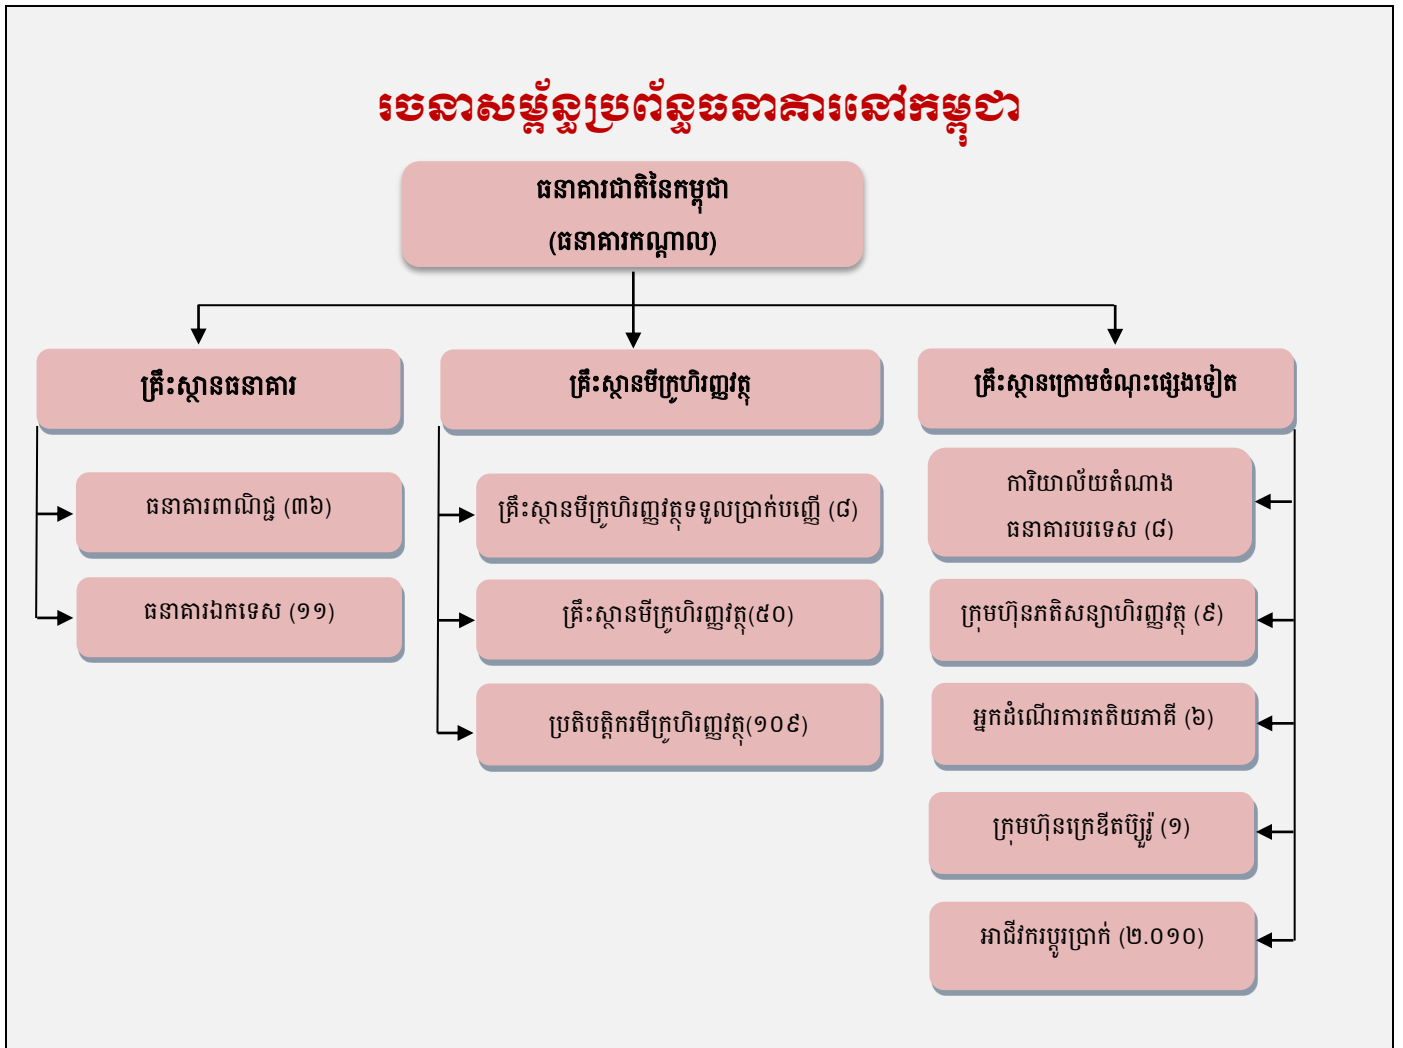 រចនាសម្ព័ន្ធប្រព័ន្ធធនាគារនៅកម្ពុជា
ធនាគារជាតិនៃកម្ពុជា
(ធនាគារកណ្តាល)
គ្រឹះស្ថានធនាគារ
ធនាគារពាណិជ្ជ (៣៦)
ធនាគារឯកទេស (១១)
គ្រឹះស្ថានមីក្រូហិរញ្ញវត្ថុ
គ្រឹះស្ថានមីក្រូហិរញ្ញវត្ថុទទួលប្រាក់បញ្ញើ (៨)
គ្រឹះស្ថានមីក្រូហិរញ្ញវត្ថុ(៥០)
ប្រតិបត្តិករមីក្រូហិរញ្ញវត្ថុ(១០៩)
គ្រឹះស្ថានក្រោមចំណុះផ្សេងទៀត
ការិយាល័យតំណាង
ធនាគារបរទេស (៨)
ក្រុមហ៊ុនភតិសន្យាហិរញ្ញវត្ថុ (៩)
អ្នកដំណើរការតតិយភាគី (៦)
ក្រុមហ៊ុនក្រេឌីតប៊្យូរ៉ូ (១)
អាជីវករប្តូរប្រាក់ (២.០១០)